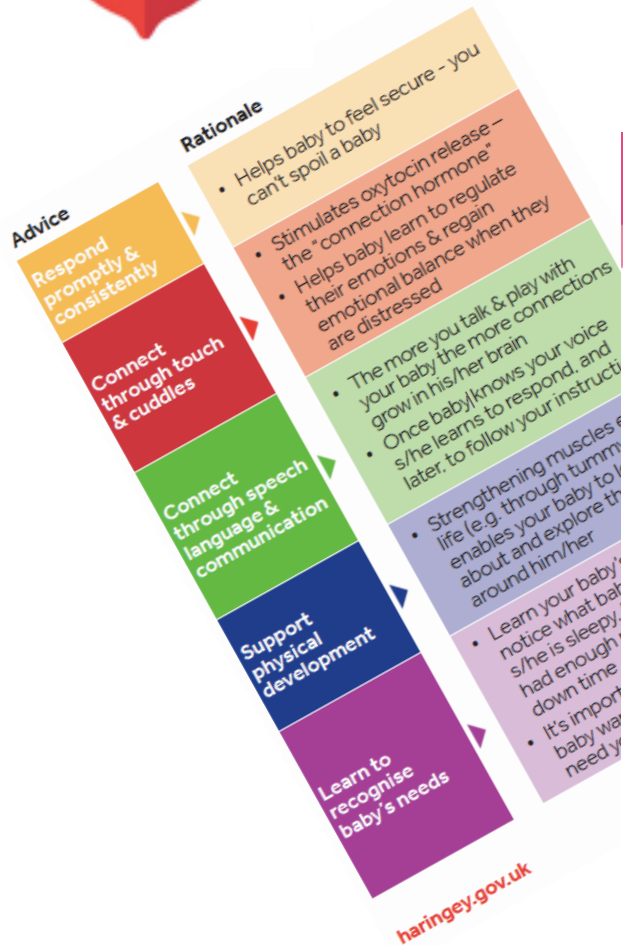 Advice
Rationale
Respond
promptly &
consistently
• Helps baby to feel secure – you
can't spoil a baby
Connect
through touch
& cuddles
• Stimulates oxytocin release –
the “connection hormone”
• Helps baby learn to regulate
their emotions & regain
emotional balance when they
are distressed
Connect
through speech
language &
communication
• The more you talk & play with
your baby the more connections
grow in his/her brain
• Once baby knows your voice
s/he learns to respond, and
later, to follow your
Support
physical
development
• Strengthening muscles
life (e.g. through tummy
enables your baby to
about and explore
around him/her
Learn to
recognise
baby's needs
• Learn your baby's
notice what
s/he is sleepy,
had enough
down time
• It's
baby
need
haringey.gov.uk